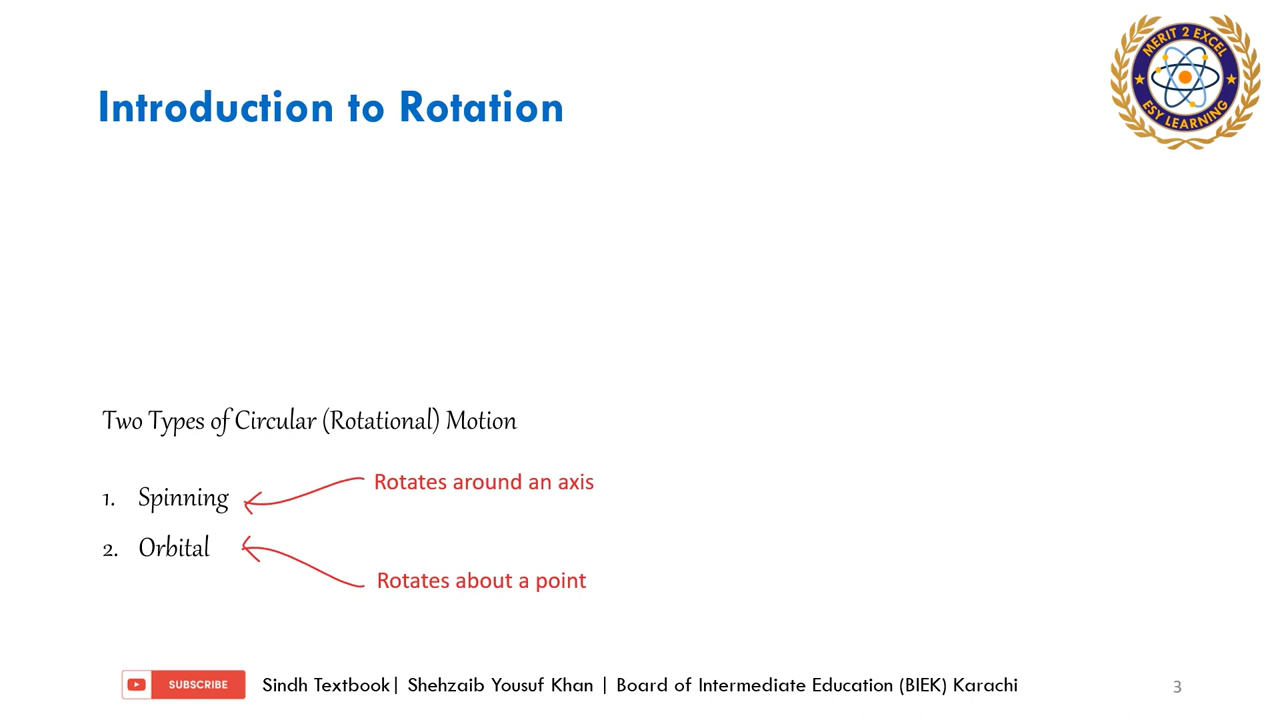 MERIT 2 EXCEL
ESY LEARNING
Introduction to Rotation
Two Types of Circular (Rotational) Motion
Rotates around an axis
1. Spinning
2. Orbital
Rotates about a point
SUBSCRIBE
Sindh Textbook| Shehzaib Yousuf Khan | Board of Intermediate Education (BIEK) Karachi
3